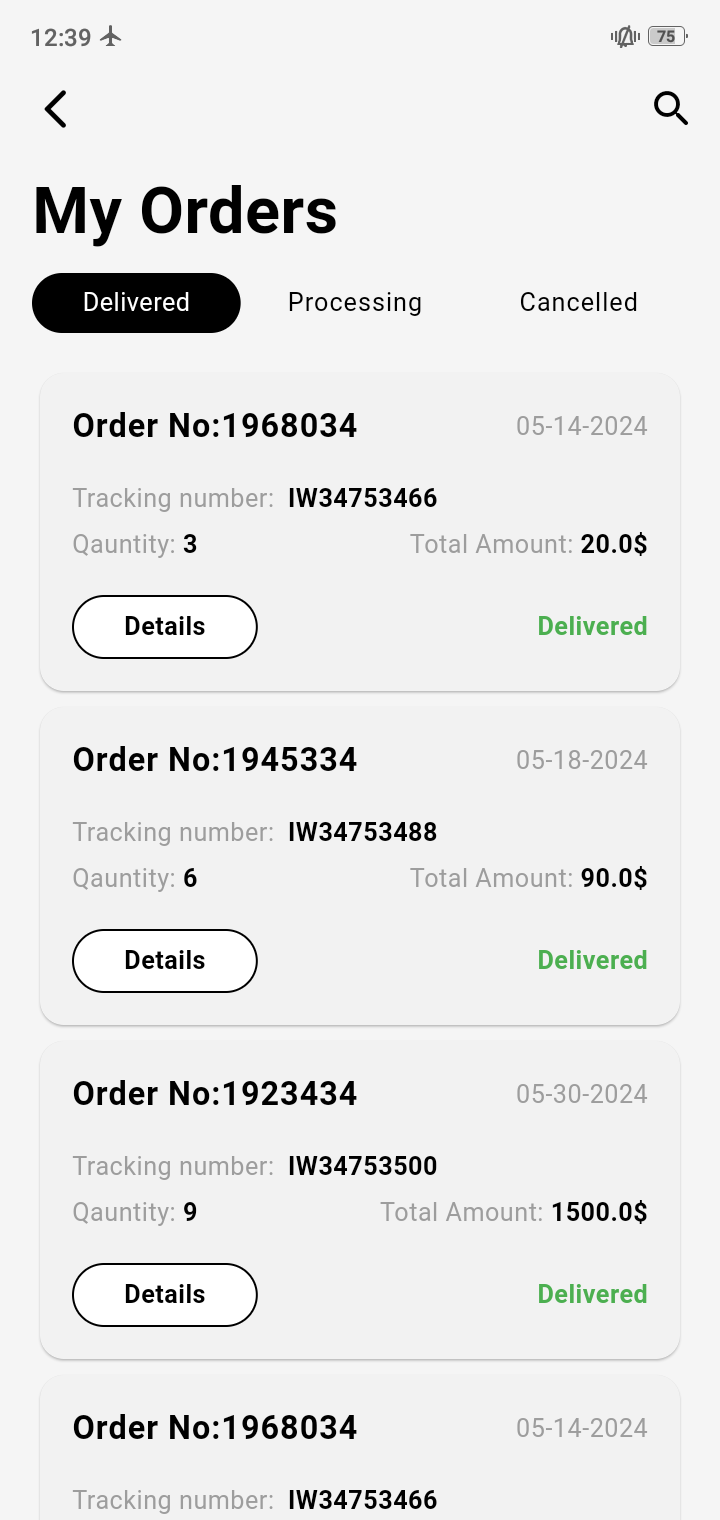 12:39
75
My Orders
Delivered Processing Cancelled
Order No:1968034 05-14-2024
Tracking number: IW34753466
Qauntity: 3 Total Amount: 20.0$
Details Delivered
Order No:1945334 05-18-2024
Tracking number: IW34753488
Qauntity: 6 Total Amount: 90.0$
Details Delivered
Order No:1923434 05-30-2024
Tracking number: IW34753500
Qauntity: 9 Total Amount: 1500.0$
Details Delivered
Order No:1968034 05-14-2024
Tracking number: IW34753466